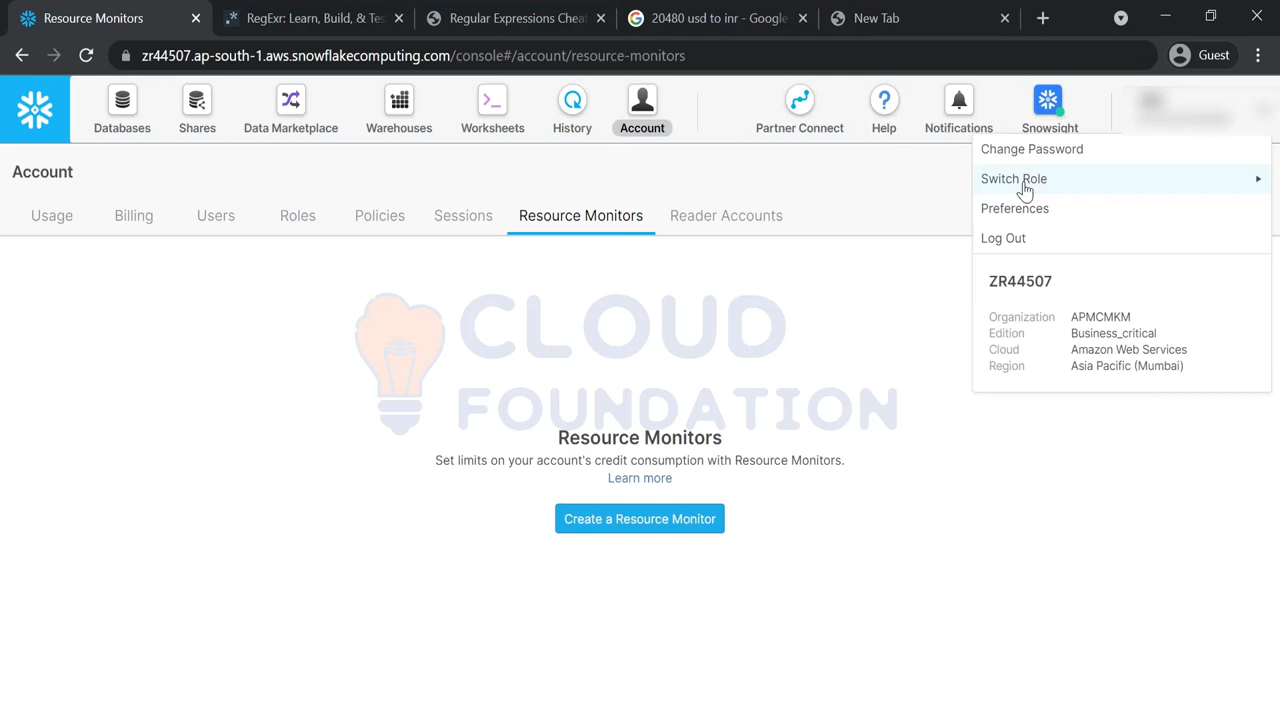 Resource Monitors
RegExr: Learn, Build, & Tes
Regular Expressions Cheat
20480 usd to inr - Google
New Tab
zr44507.ap-south-1.aws.snowflakecomputing.com/console#/account/resource-monitors
Guest
Databases
Shares
Data Marketplace
Warehouses
Worksheets
History
Account
Partner Connect
Help
Notifications
Snowsight
Change Password
Account
Switch Role
Usage
Billing
Users
Roles
Policies
Sessions
Resource Monitors
Reader Accounts
Preferences
Log Out
ZR44507
Organization APMCMKM
Edition Business_critical
Cloud Amazon Web Services
Region Asia Pacific (Mumbai)
CLOUD
FOUNDATION
Resource Monitors
Set limits on your account's credit consumption with Resource Monitors.
Learn more
Create a Resource Monitor